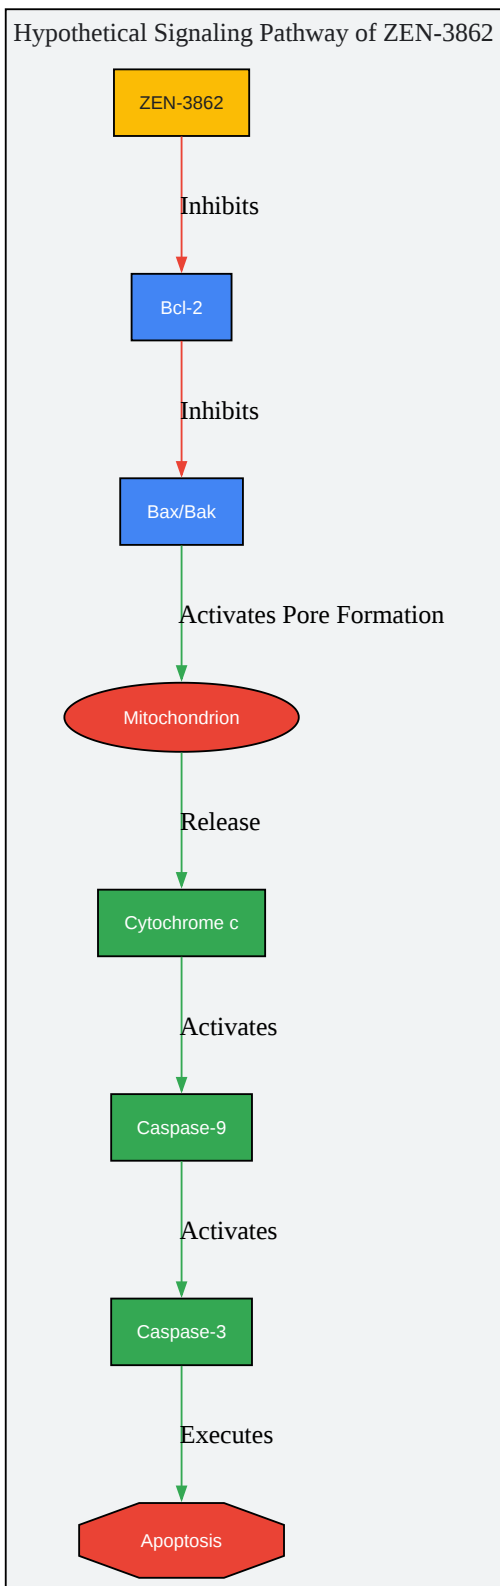 Hypothetical Signaling Pathway of ZEN-3862
ZEN-3862
Inhibits
Bcl-2
Inhibits
Bax/Bak
Activates Pore Formation
Mitochondrion
Release
Cytochrome c
Activates
Caspase-9
Activates
Caspase-3
Executes
Apoptosis